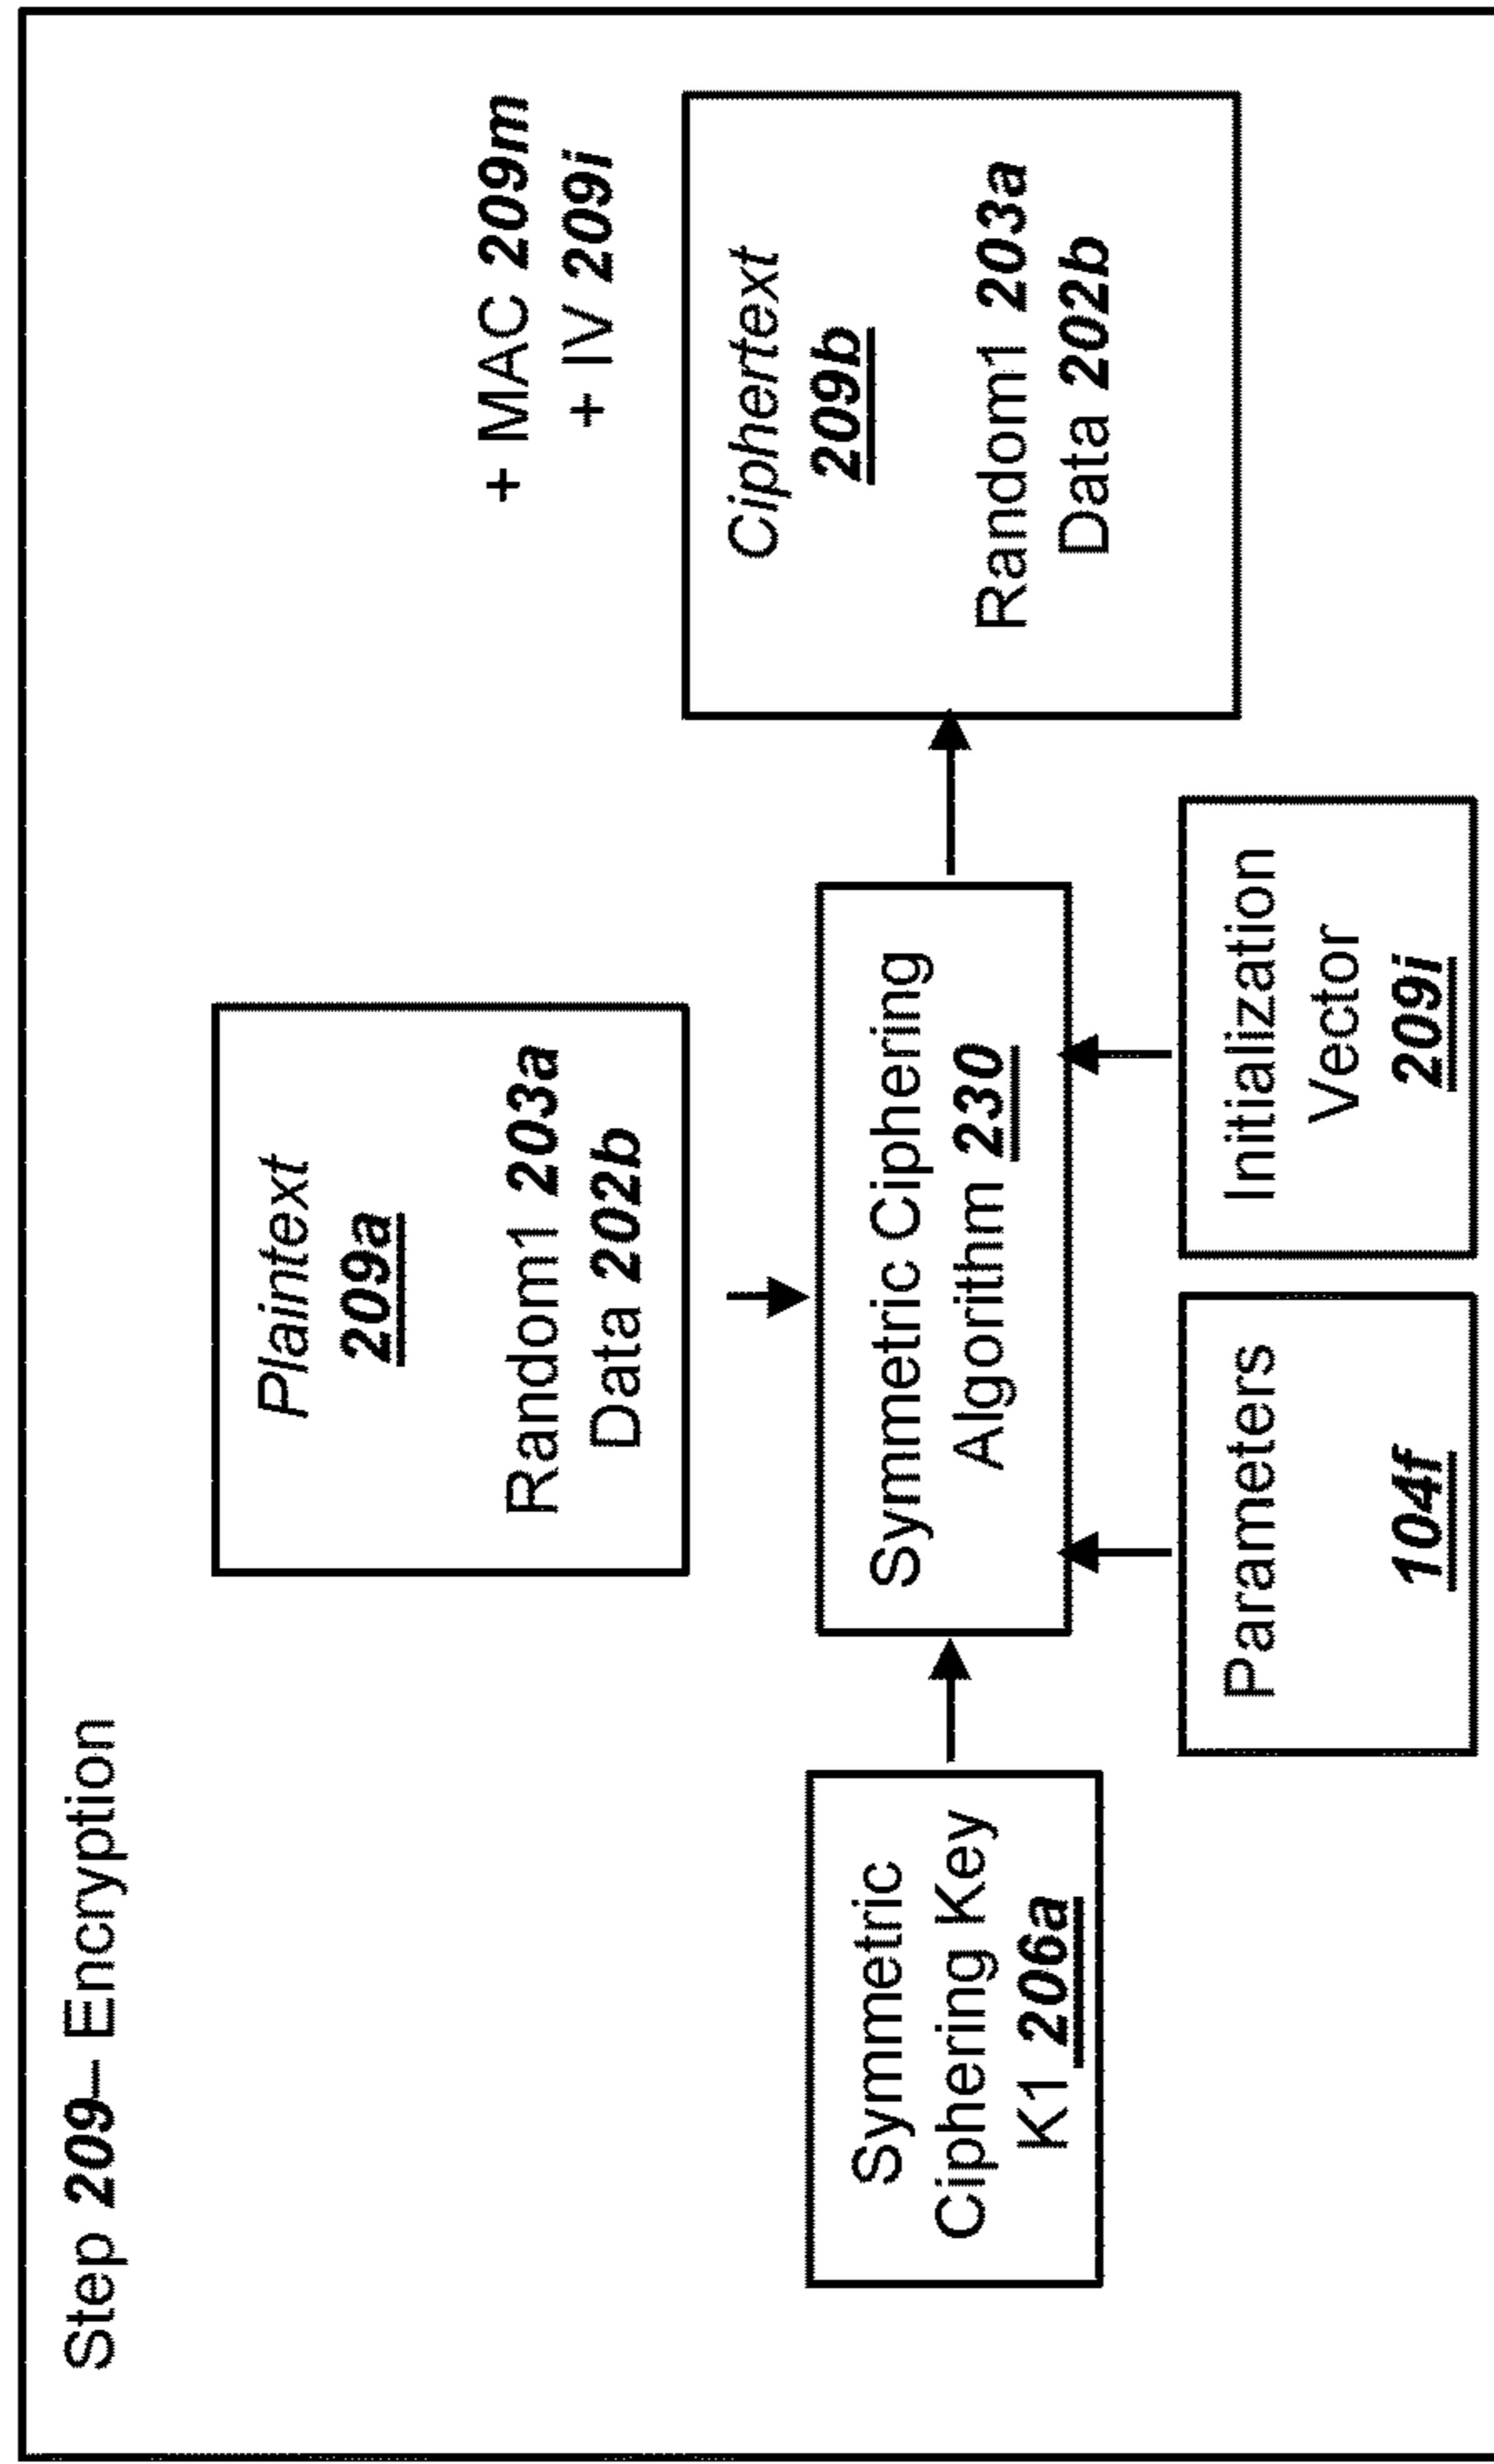 Step 209– Encryption
Plaintext
209a
Random1 203a
Data 202b
+ MAC 209m
+ IV 209i
Symmetric
Ciphering Key
K1 206a
Symmetric Ciphering
Algorithm 230
Ciphertext
209b
Random1 203a
Data 202b
Parameters
104f
Initialization
Vector
209i